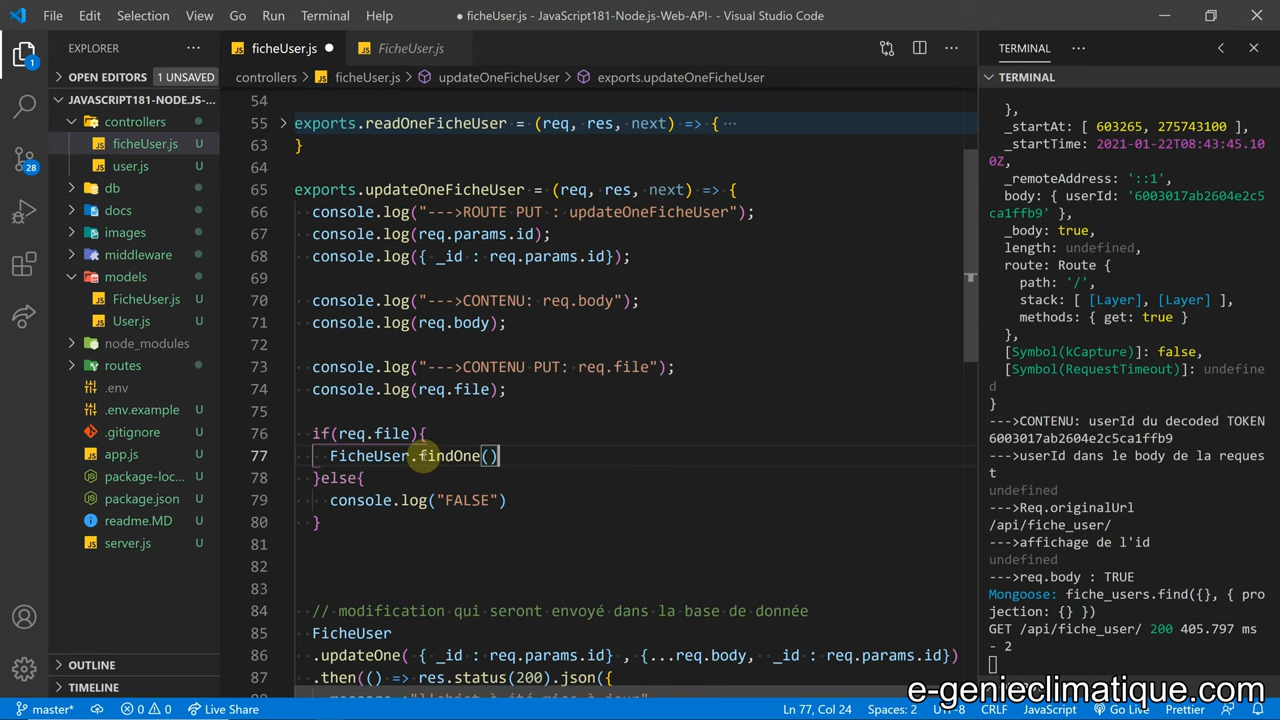 File Edit Selection View Go Run Terminal Help
● ficheUser.js - JavaScript181-Node.js-Web-API- - Visual Studio Code
EXPLORER
OPEN EDITORS 1 UNSAVED
JAVASCRIPT181-NODE.JS-...
controllers
ficheUser.js U
user.js U
db
docs
images
middleware
models
FicheUser.js U
User.js U
node_modules
routes
.env
.env.example U
.gitignore U
app.js U
package-loc... U
package.json U
readme.MD U
server.js U
OUTLINE
TIMELINE
1
28
ficheUser.js ●
FicheUser.js
controllers > ficheUser.js > updateOneFicheUser > exports.updateOneFicheUser
54
55 exports.readOneFicheUser = (req, res, next) => { ···
63 }
64
65 exports.updateOneFicheUser = (req, res, next) => {
66 console.log("--->ROUTE PUT : updateOneFicheUser");
67 console.log(req.params.id);
68 console.log({ _id : req.params.id});
69
70 console.log("--->CONTENU: req.body");
71 console.log(req.body);
72
73 console.log("--->CONTENU PUT: req.file");
74 console.log(req.file);
75
76 if(req.file){
77 FicheUser.findOne()
78 }else{
79 console.log("FALSE")
80 }
81
82
83
84 // modification qui seront envoyé dans la base de donnée
85 FicheUser
86 .updateOne( { _id : req.params.id} , {...req.body, _id : req.params.id})
87 .then(() => res.status(200).json({
TERMINAL
TERMINAL
},
_startAt: [ 603265, 275743100 ],
_startTime: 2021-01-22T08:43:45.10
0Z,
_remoteAddress: '::1',
body: { userId: '6003017ab2604e2c5
ca1ffb9' },
_body: true,
length: undefined,
route: Route {
path: '/',
stack: [ [Layer], [Layer] ],
methods: { get: true }
},
[Symbol(kCapture)]: false,
[Symbol(RequestTimeout)]: undefine
d
}
--->CONTENU: userId du decoded TOKEN
6003017ab2604e2c5ca1ffb9
--->userId dans le body de la reques
t
undefined
--->Req.originalUrl
/api/fiche_user/
--->affichage de l'id
undefined
--->req.body : TRUE
Mongoose: fiche_users.find({}, { pro
jection: {} })
GET /api/fiche_user/ 200 405.797 ms
- 2
e-genieclimatique.com
master* 0 0 Live Share
Ln 77, Col 24 Spaces: 2 UTF-8 CRLF JavaScript Go Live Prettier